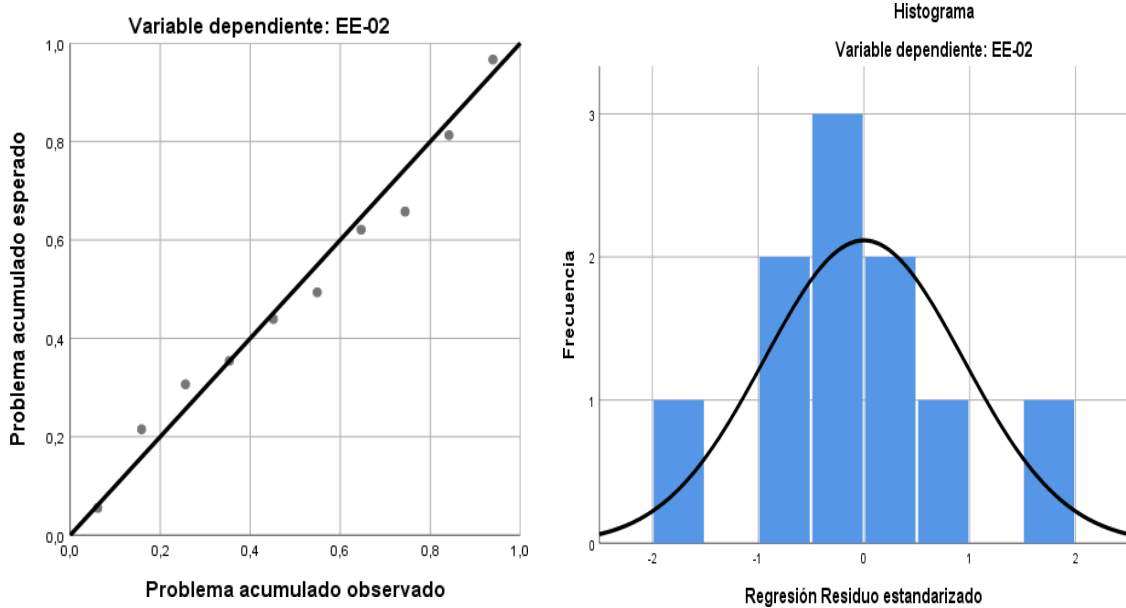 Variable dependiente: EE-02
Problema acumulado esperado
1,0
0,8
0,6
0,4
0,2
0,0
0,0 0,2 0,4 0,6 0,8 1,0
Problema acumulado observado
Histograma
Variable dependiente: EE-02
Frecuencia
3
2
1
0
-2 -1 0 1 2
Regresión Residuo estandarizado